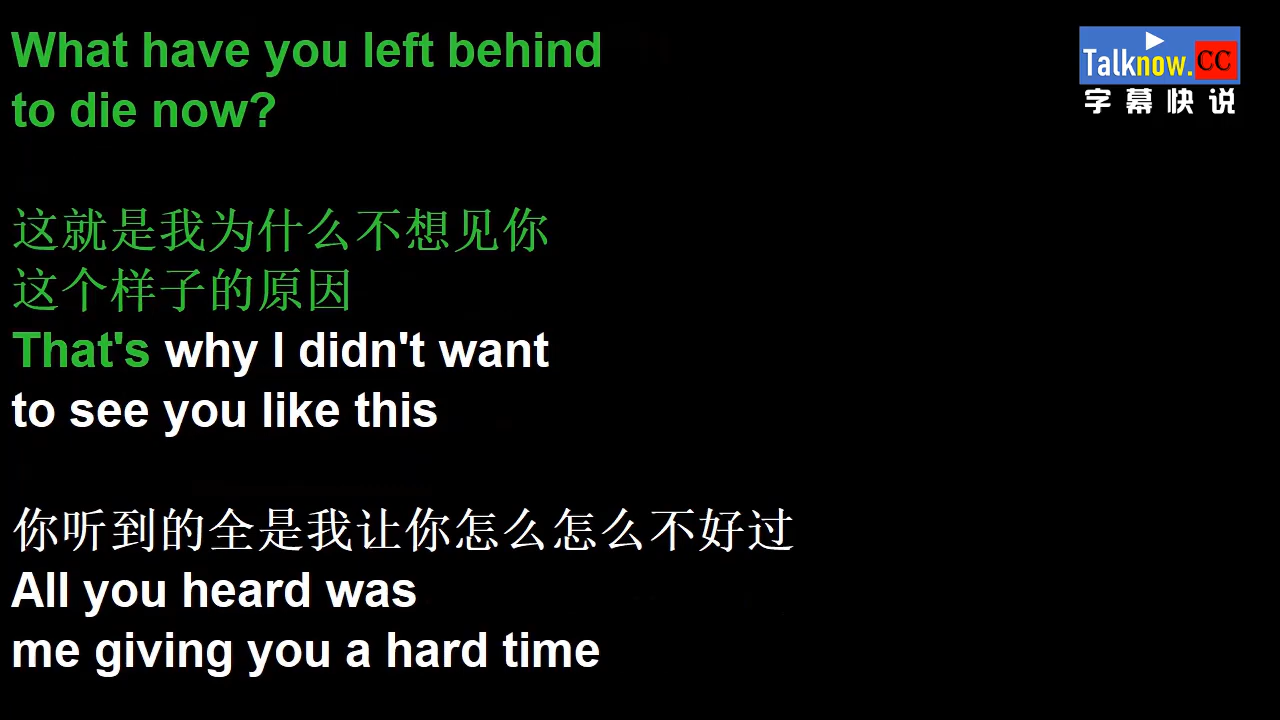 What have you left behind
to die now?
Talknow.CC
字幕快说
这就是我为什么不想见你
这个样子的原因
That's why I didn't want
to see you like this
你听到的全是我让你怎么怎么不好过
All you heard was
me giving you a hard time